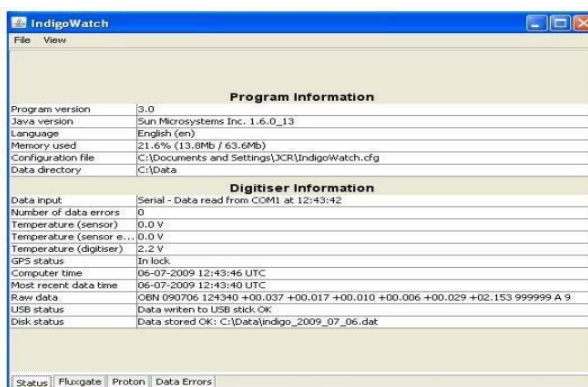 IndigoWatch
File View
Program Information
Program version 3.0
Java version Sun Microsystems Inc. 1.6.0_13
Language English (en)
Memory used 21.6% (13.8Mb / 63.6Mb)
Configuration file C:\Documents and Settings\JCR\IndigoWatch.cfg
Data directory C:\Data
Digitiser Information
Data input Serial - Data read from COM1 at 12:43:42
Number of data errors 0
Temperature (sensor) 0.0 V
Temperature (sensor e... 0.0 V
Temperature (digitiser) 2.2 V
GPS status In lock
Computer time 06-07-2009 12:43:46 UTC
Most recent data time 06-07-2009 12:43:40 UTC
Raw data OBN 090706 124340 +00.037 +00.017 +00.010 +00.006 +00.029 +02.153 999999 A 9
USB status Data writen to USB stick OK
Disk status Data stored OK: C:\Data\indigo_2009_07_06.dat
Status Fluxgate Proton Data Errors